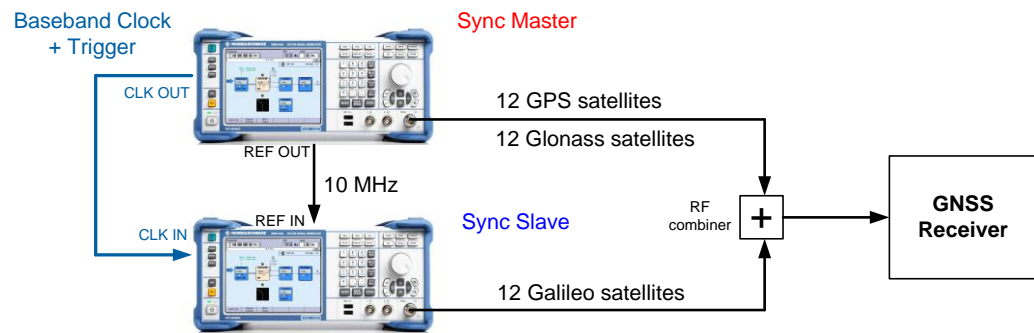 Baseband Clock
+ Trigger
Sync Master
CLK OUT
12 GPS satellites
12 Glonass satellites
REF OUT
10 MHz
REF IN
CLK IN
Sync Slave
RF
combiner
+
GNSS
Receiver
12 Galileo satellites